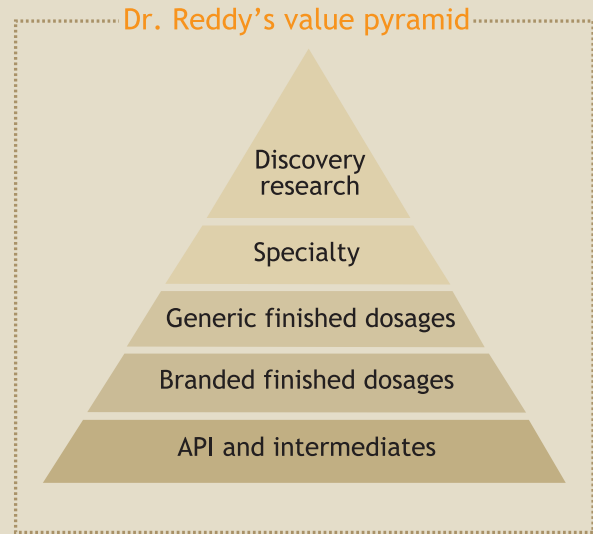 Dr. Reddy’s value pyramid
Discovery
research
Specialty
Generic finished dosages
Branded finished dosages
API and intermediates